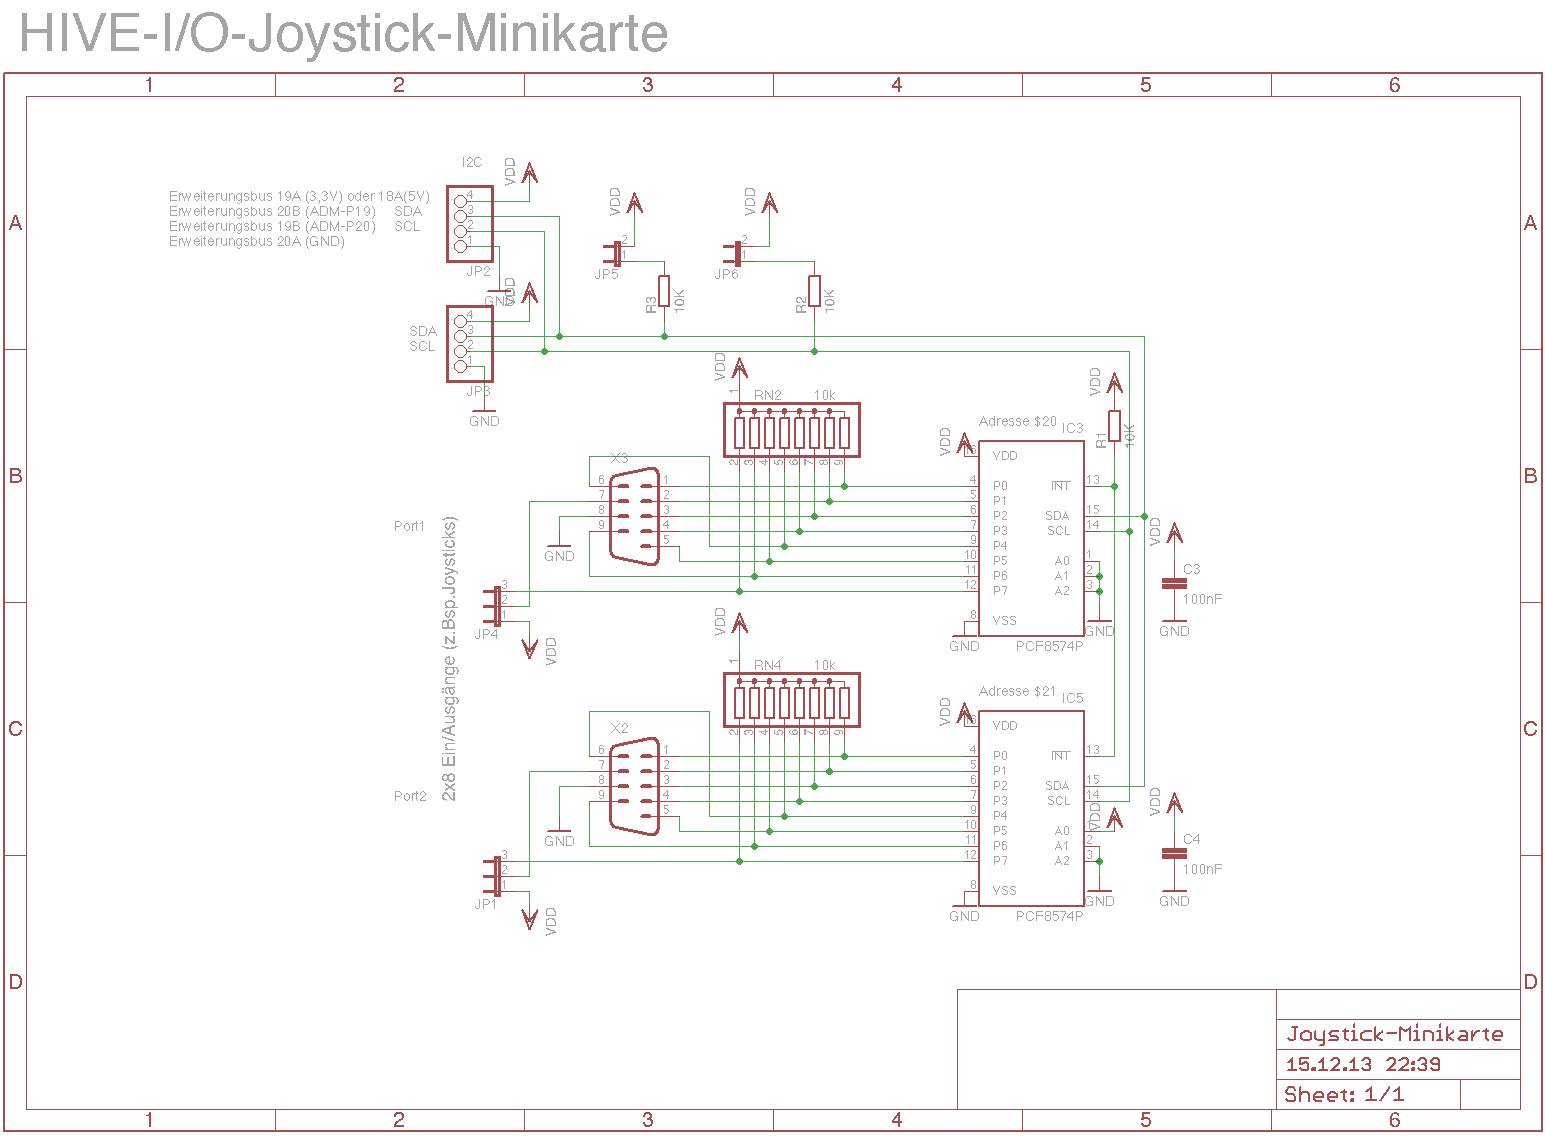 HIVE-I/O-Joystick-Minikarte
1 2 3 4 5 6
A A
B B
C C
D D
I2C
VDD
Erweiterungsbus 19A (3,3V) oder 18A(5V)
Erweiterungsbus 20B (ADM-P19) SDA
Erweiterungsbus 19B (ADM-P20) SCL
Erweiterungsbus 20A (GND)
4
3
2
1
JP2
GND
VDD
SDA
SCL
4
3
2
1
JP3
GND
VDD
2
1
JP5
R3
10K
VDD
2
1
JP6
R2
10K
VDD
1
RN2 10k
2 3 4 5 6 7 8 9
X3
6
7
8
9
1
2
3
4
5
Port1
GND
3
2
1
JP4
VDD
2x8 Ein/Ausgänge (z.Bsp.Joysticks)
Adresse $20
IC3
VDD
16
VDD
4 P0 INT 13
5 P1
6 P2 SDA 15
7 P3 SCL 14
9 P4
10 P5 A0 1
11 P6 A1 2
12 P7 A2 3
8 VSS
GND
GND
PCF8574P
VDD
R1
10K
VDD
C3
100nF
GND
VDD
1
RN4 10k
2 3 4 5 6 7 8 9
X2
6
7
8
9
1
2
3
4
5
Port2
GND
3
2
1
JP1
VDD
Adresse $21
IC5
VDD
16
VDD
4 P0 INT 13
5 P1
6 P2 SDA 15
7 P3 SCL 14
9 P4
10 P5 A0 1
11 P6 A1 2
12 P7 A2 3
8 VSS
GND
GND
PCF8574P
VDD
VDD
C4
100nF
GND
Joystick-Minikarte
15.12.13 22:39
Sheet: 1/1
1 2 3 4 5 6